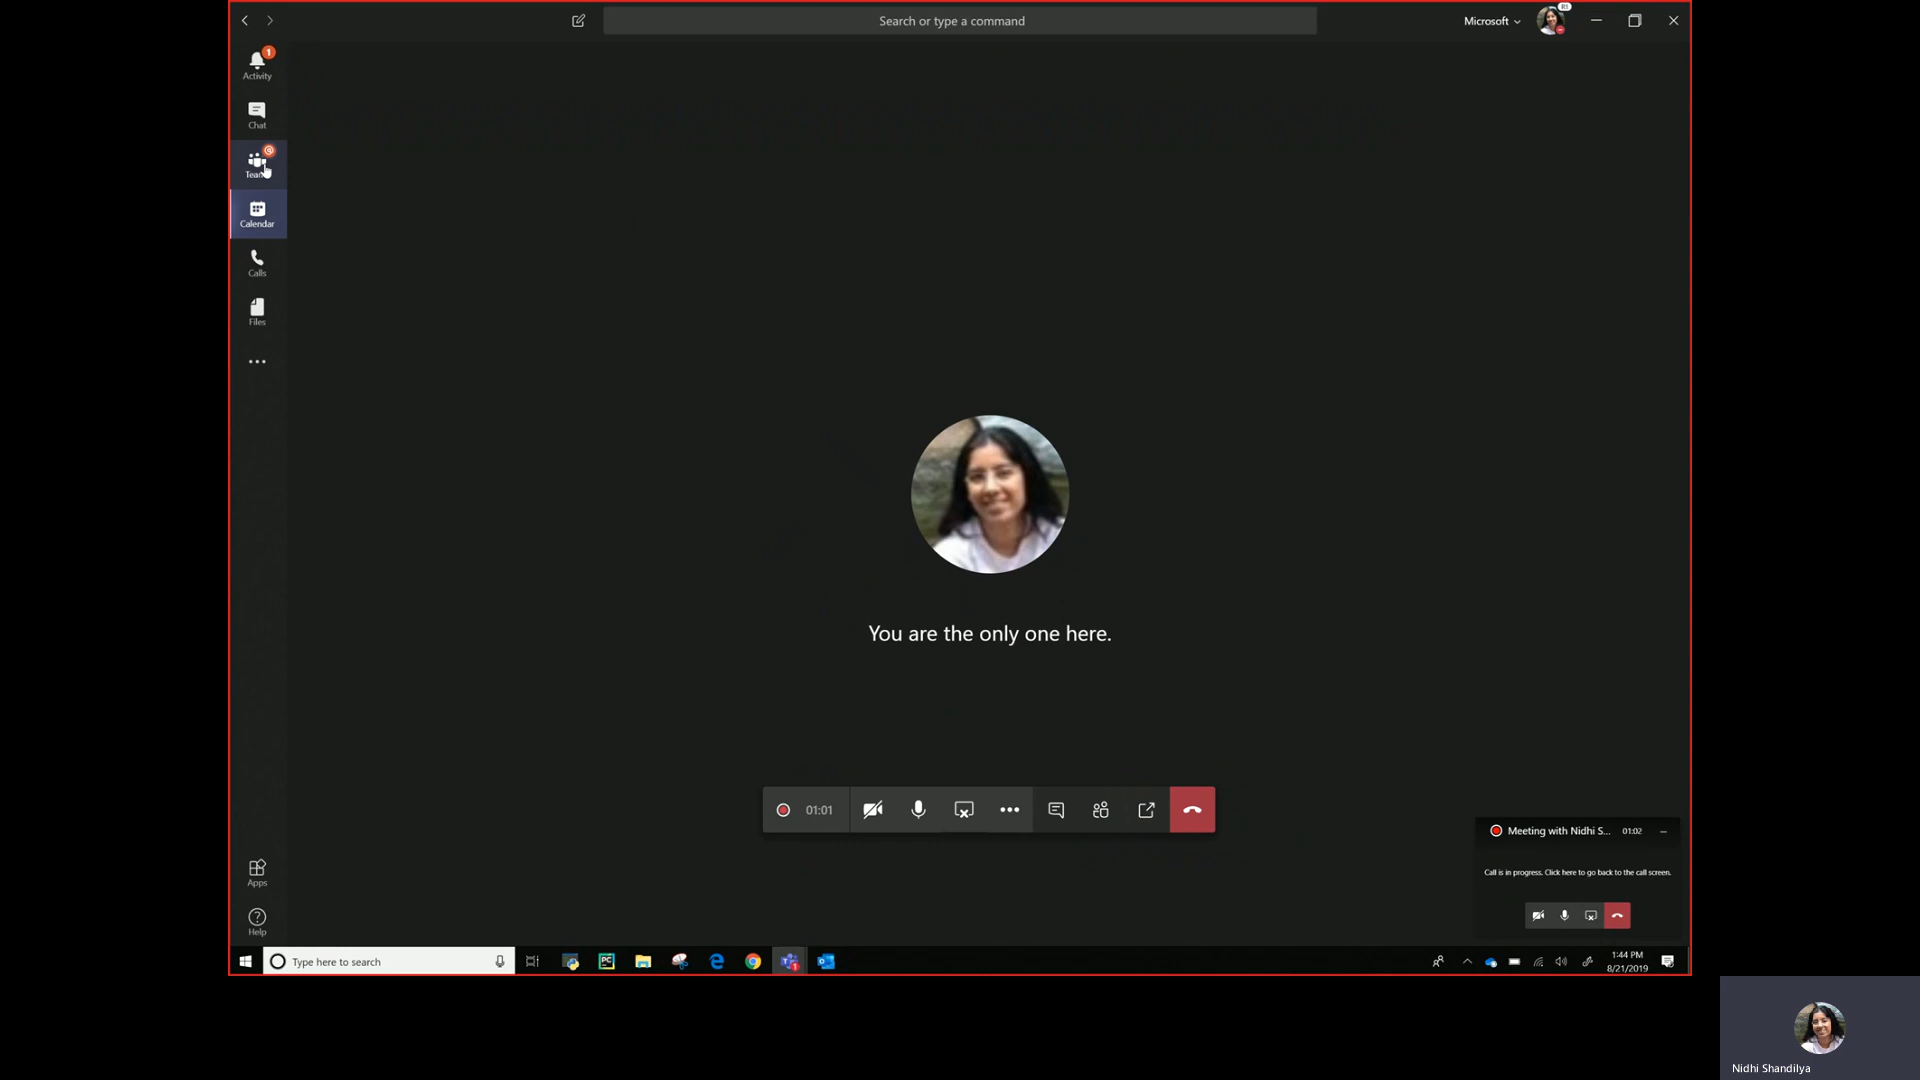 Search or type a command
Microsoft
1
Activity
Chat
Calendar
Calls
Files
You are the only one here.
01:01
Meeting with Nidhi S... 01:02
Call is in progress. Click here to go back to the call screen.
Apps
Help
Type here to search
PC
1:44 PM
8/21/2019
Nidhi Shandilya